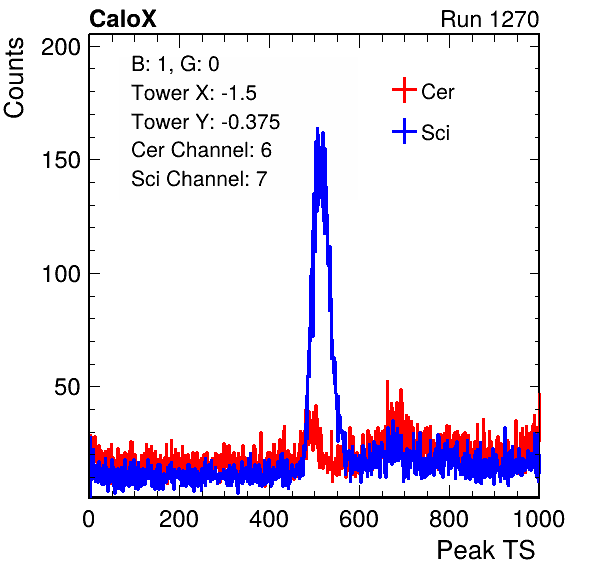 CaloX Run 1270
Counts
200
150
100
50
B: 1, G: 0
Tower X: -1.5
Tower Y: -0.375
Cer Channel: 6
Sci Channel: 7
Cer
Sci
0 200 400 600 800 1000
Peak TS